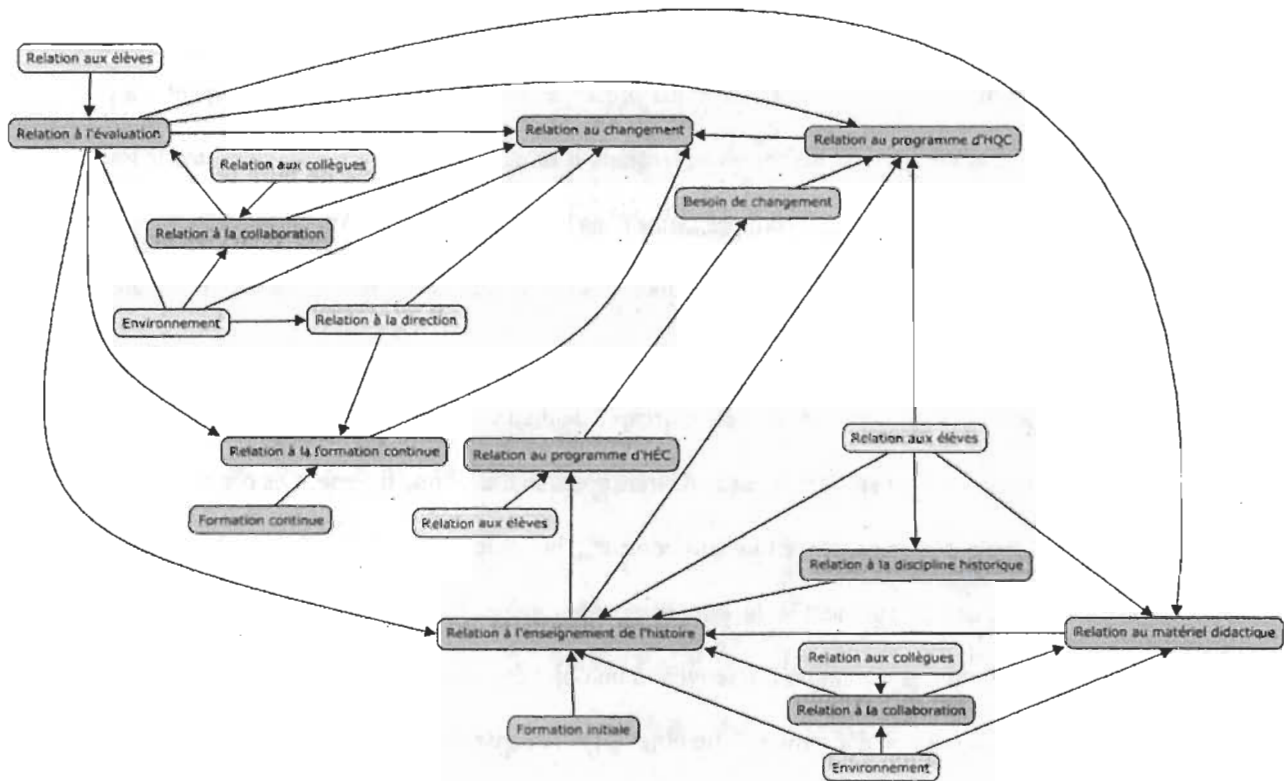 Relation aux élèves
Relation à l'évaluation
Relation au changement
Relation au programme d'HQC
Relation aux collègues
Besoin de changement
Relation à la collaboration
Environnement
Relation à la direction
Relation aux élèves
Relation à la formation continue
Relation au programme d'HÉC
Formation continue
Relation aux élèves
Relation à la discipline historique
Relation à l'enseignement de l'histoire
Relation au matériel didactique
Relation aux collègues
Relation à la collaboration
Formation initiale
Environnement